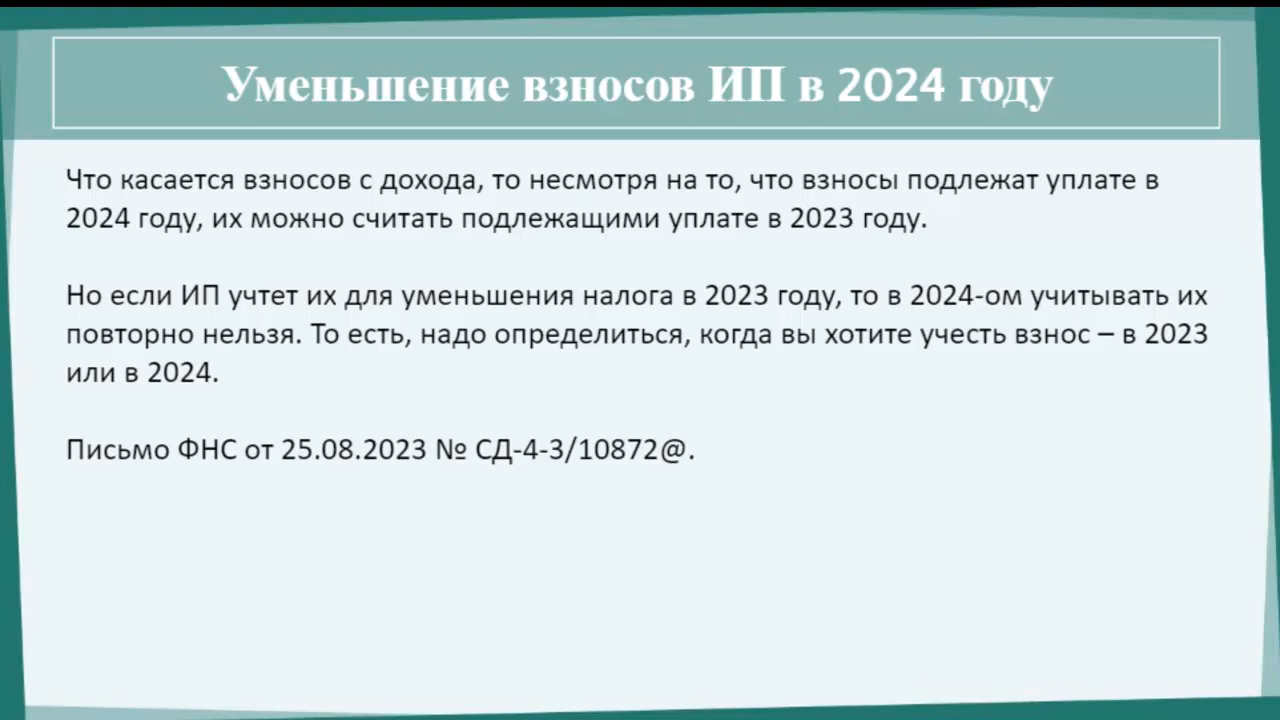 Уменьшение взносов ИП в 2024 году
Что касается взносов с дохода, то несмотря на то, что взносы подлежат уплате в
2024 году, их можно считать подлежащими уплате в 2023 году.
Но если ИП учтет их для уменьшения налога в 2023 году, то в 2024-ом учитывать их
повторно нельзя. То есть, надо определиться, когда вы хотите учесть взнос – в 2023
или в 2024.
Письмо ФНС от 25.08.2023 № СД-4-3/10872@.